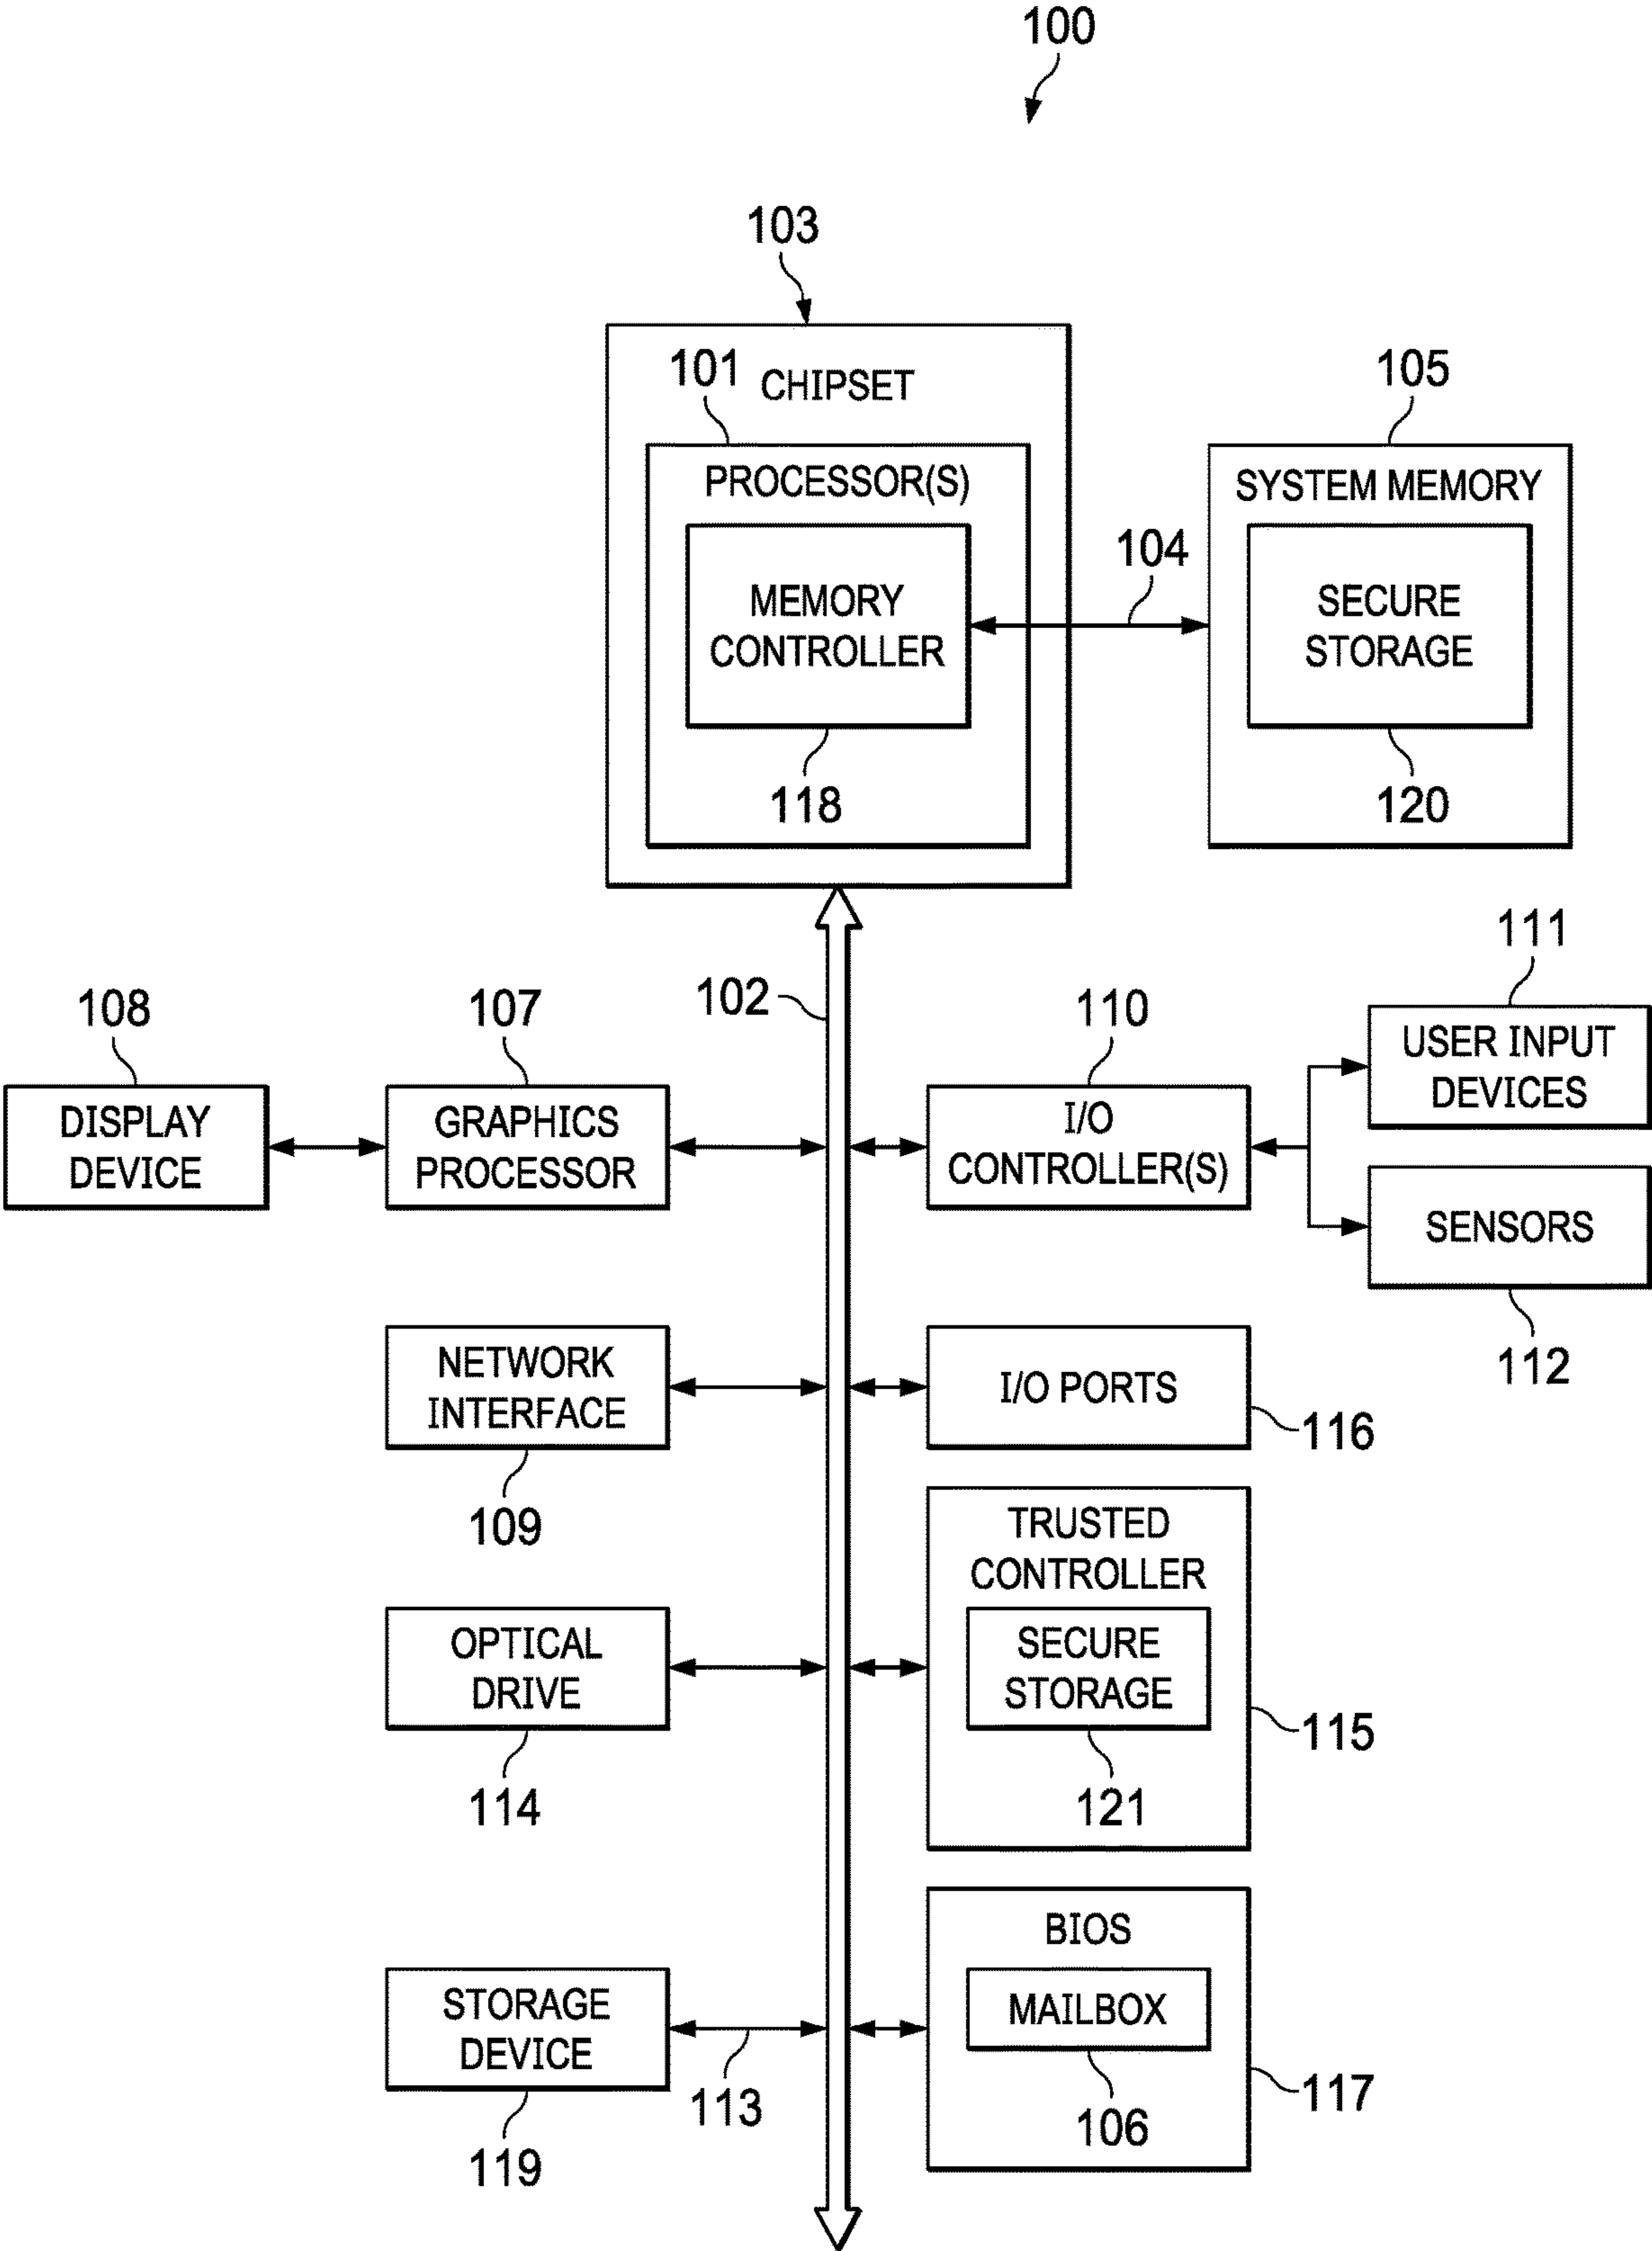 100
103
101
CHIPSET
105
PROCESSOR(S)
SYSTEM MEMORY
104
MEMORY
CONTROLLER
SECURE
STORAGE
118
120
111
108
107
102
110
USER INPUT
DEVICES
DISPLAY
DEVICE
GRAPHICS
PROCESSOR
I/O
CONTROLLER(S)
SENSORS
112
NETWORK
INTERFACE
I/O PORTS
116
109
TRUSTED
CONTROLLER
OPTICAL
DRIVE
SECURE
STORAGE
115
114
121
BIOS
STORAGE
DEVICE
MAILBOX
113
117
106
119